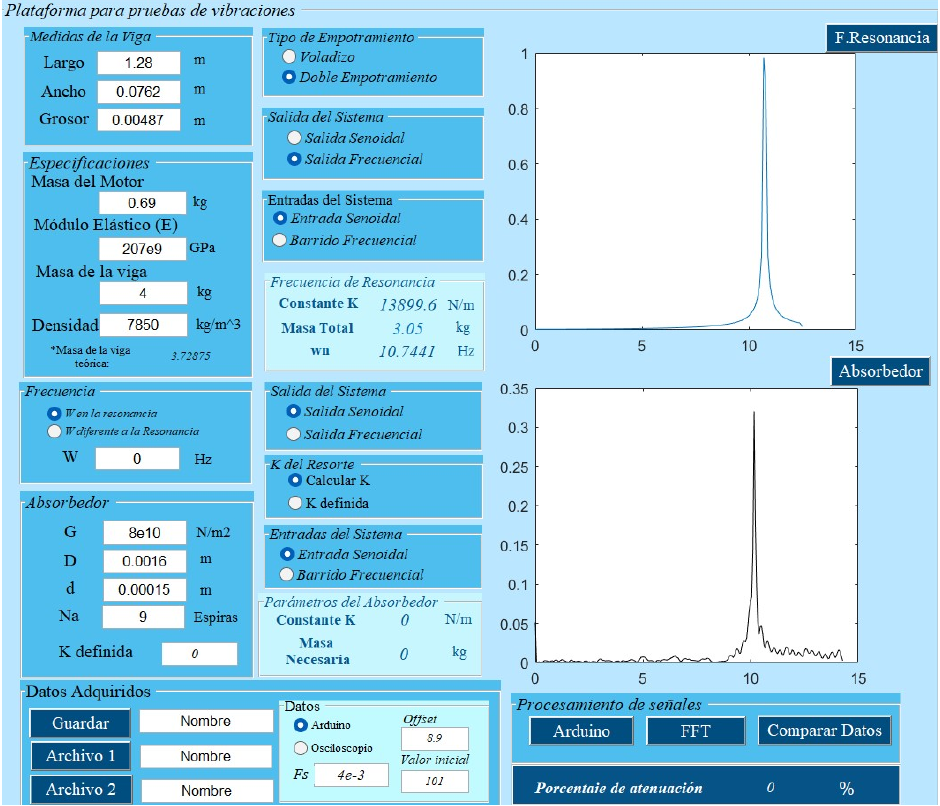 Plataforma para pruebas de vibraciones
Medidas de la Viga
Largo 1.28 m
Ancho 0.0762 m
Grosor 0.00487 m
Especificaciones
Masa del Motor
0.69 kg
Módulo Elástico (E)
207e9 GPa
Masa de la viga
4 kg
Densidad 7850 kg/m^3
*Masa de la viga
teórica: 3.72875
Frecuencia
W en la resonancia
W diferente a la Resonancia
W 0 Hz
Absorbedor
G 8e10 N/m2
D 0.0016 m
d 0.00015 m
Na 9 Espiras
K definida 0
Tipo de Empotramiento
Voladizo
Doble Empotramiento
Salida del Sistema
Salida Senoidal
Salida Frecuencial
Entradas del Sistema
Entrada Senoidal
Barrido Frecuencial
Frecuencia de Resonancia
Constante K 13899.6 N/m
Masa Total 3.05 kg
wn 10.7441 Hz
Salida del Sistema
Salida Senoidal
Salida Frecuencial
K del Resorte
Calcular K
K definida
Entradas del Sistema
Entrada Senoidal
Barrido Frecuencial
Parámetros del Absorbedor
Constante K 0 N/m
Masa
Necesaria 0 kg
F.Resonancia
1
0.8
0.6
0.4
0.2
0
0 5 10 15
Absorbedor
0.35
0.3
0.25
0.2
0.15
0.1
0.05
0
5 10 15
Datos Adquiridos
Guardar Nombre
Archivo 1 Nombre
Archivo 2 Nombre
Datos
Arduino
Osciloscopio
Fs 4e-3
Offset
8.9
Valor inicial
101
Procesamiento de señales
Arduino FFT Comparar Datos
Porcentaje de atenuación 0 %